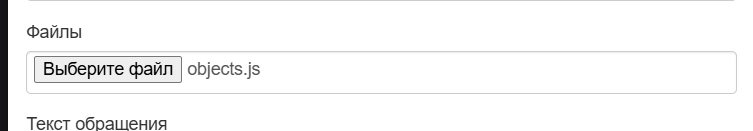 Файлы
Выберите файл objects.js
Текст обращения